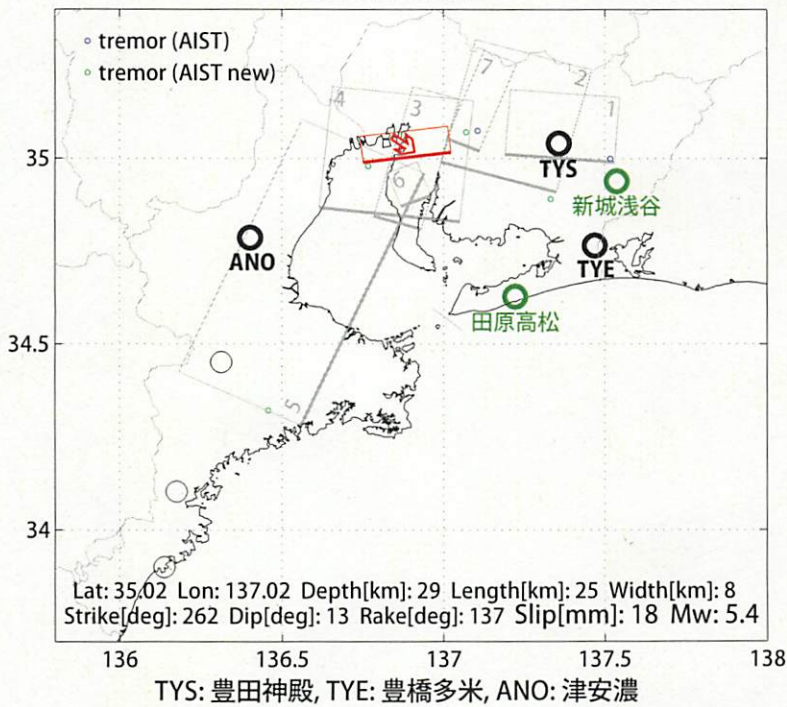 tremor (AIST)
tremor (AIST new)
7
2
4
3
1
35
TYS
6
新城浅谷
ANO
TYE
田原高松
34.5
5
34
Lat: 35.02 Lon: 137.02 Depth[km]: 29 Length[km]: 25 Width[km]: 8
Strike[deg]: 262 Dip[deg]: 13 Rake[deg]: 137 Slip[mm]: 18 Mw: 5.4
136 136.5 137 137.5 138
TYS: 豊田神殿, TYE: 豊橋多米, ANO: 津安濃